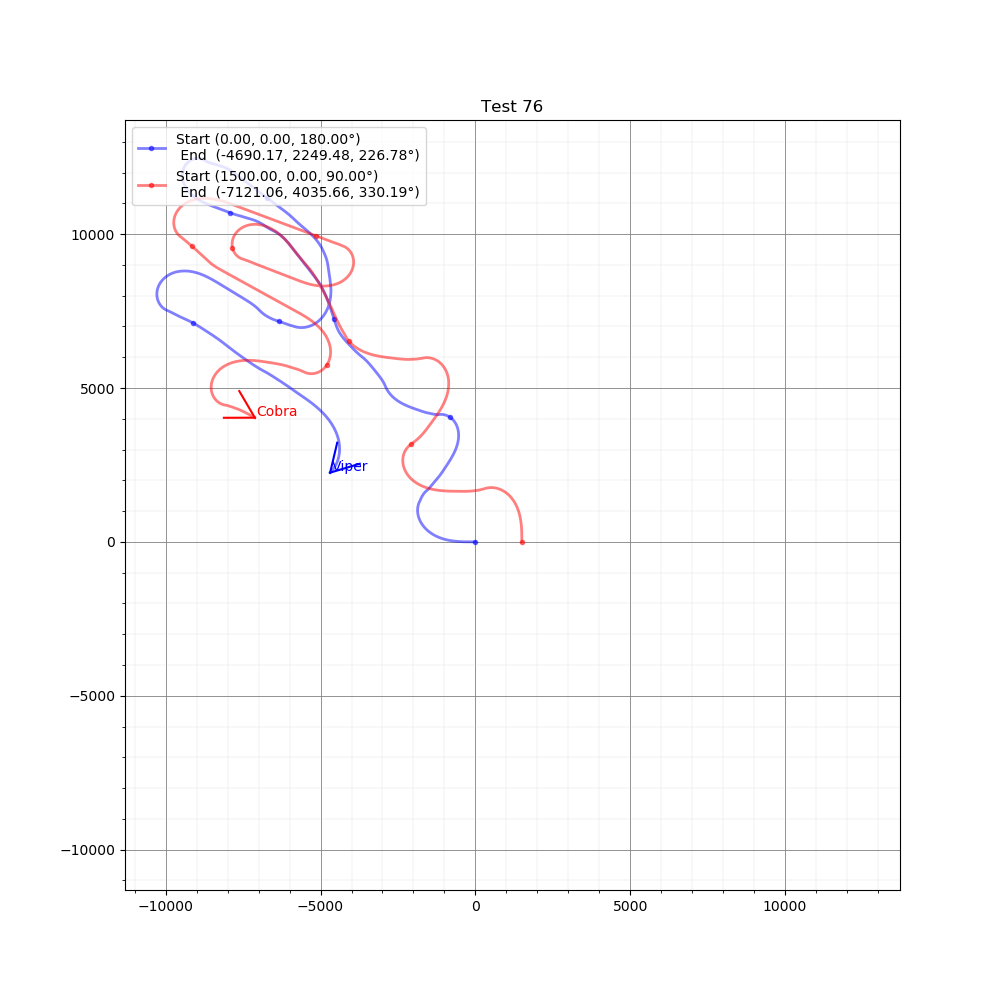 Test 76
Start (0.00, 0.00, 180.00°)
End (-4690.17, 2249.48, 226.78°)
Start (1500.00, 0.00, 90.00°)
End (-7121.06, 4035.66, 330.19°)
10000
5000
0
−5000
−10000
Cobra
Viper
−10000 −5000 0 5000 10000